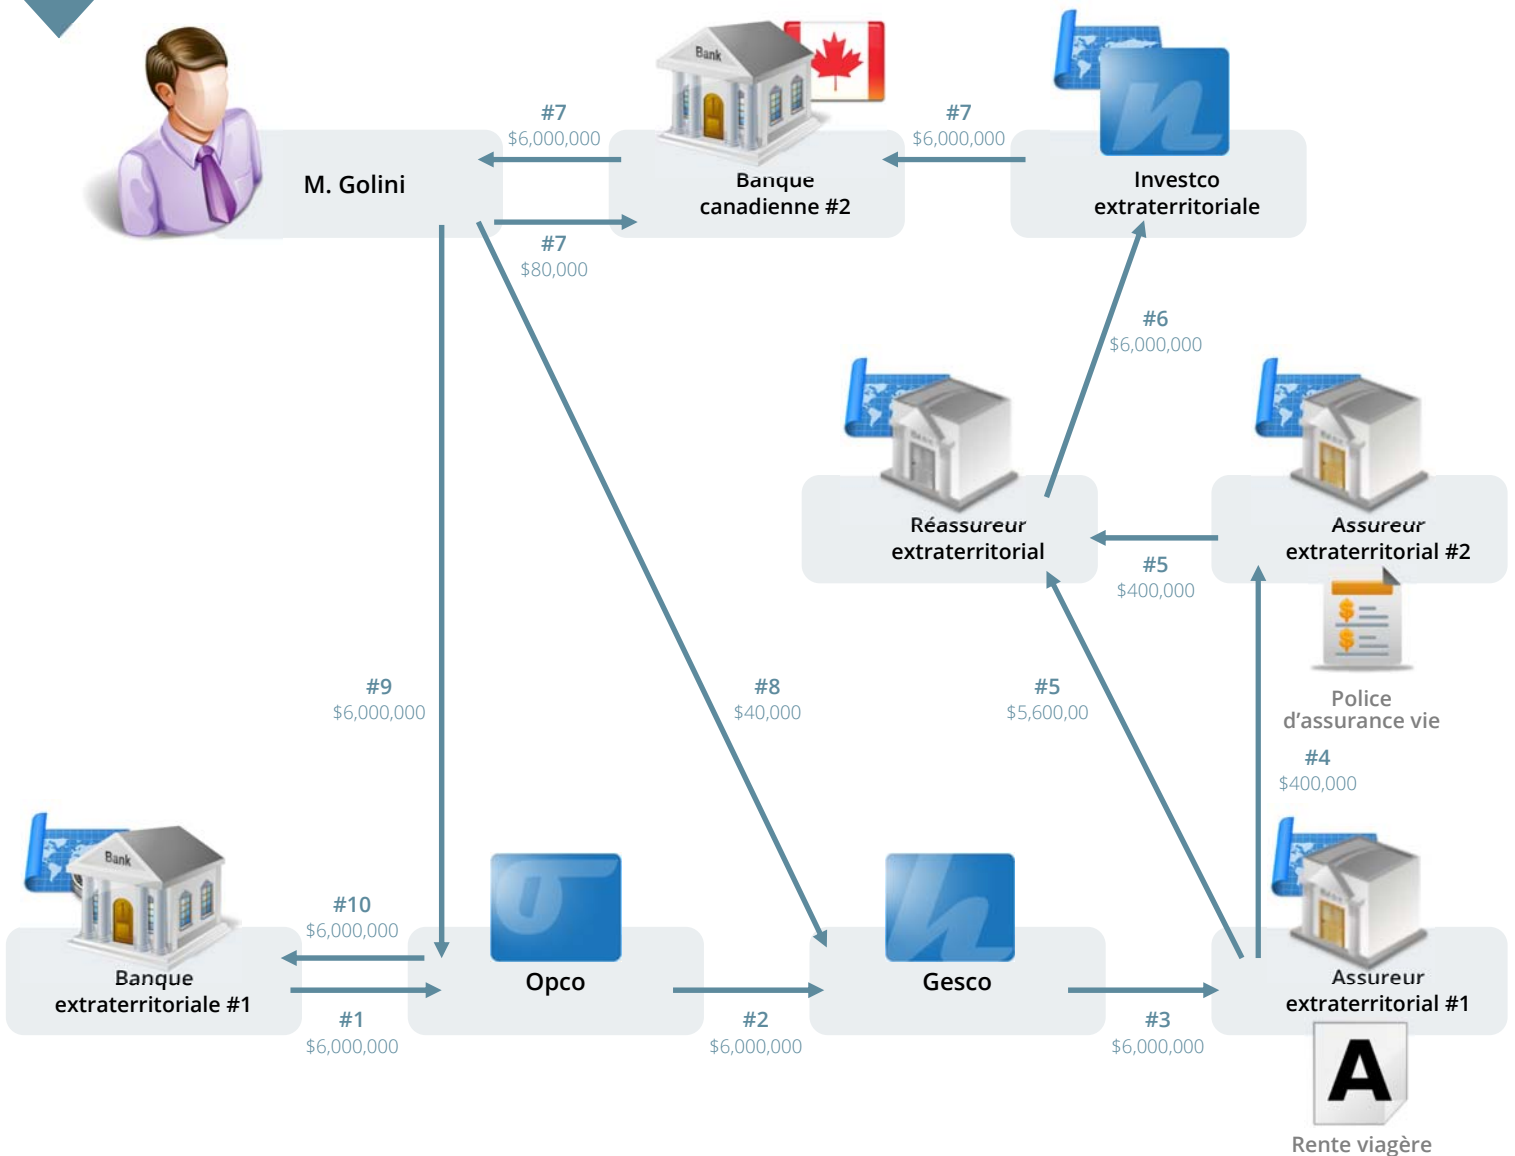 Bank
#7
$6,000,000
#7
$6,000,000
M. Golini
Banque
canadienne #2
Investco
extraterritoriale
#7
$80,000
#6
$6,000,000
Réassureur
extraterritorial
Assureur
extraterritorial #2
#5
$400,000
#9
$6,000,000
#8
$40,000
#5
$5,600,00
Police
d'assurance vie
#4
$400,000
Bank
#10
$6,000,000
Banque
extraterritoriale #1
Opco
Gesco
Assureur
extraterritorial #1
#1
$6,000,000
#2
$6,000,000
#3
$6,000,000
A
Rente viagère